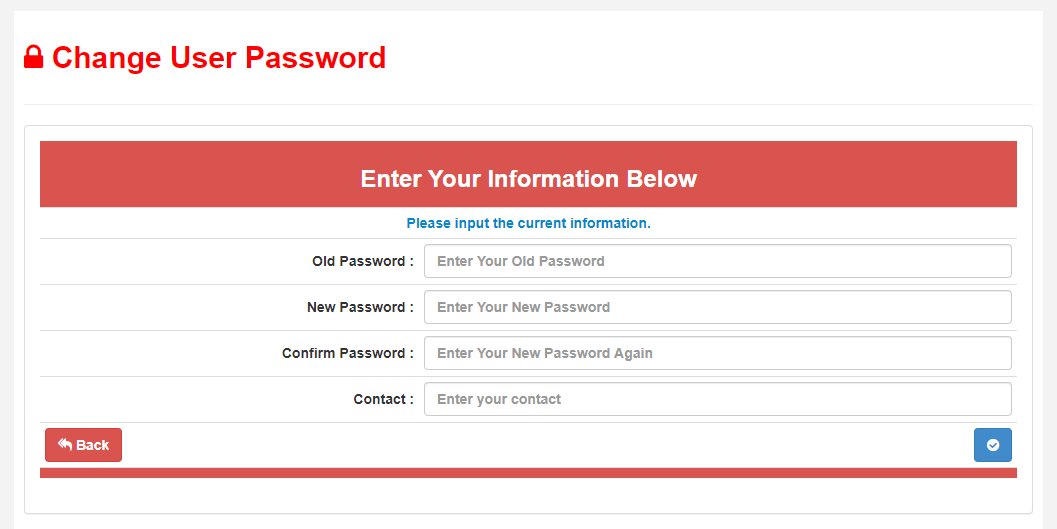 Change User Password
Enter Your Information Below
Please input the current information.
Old Password : Enter Your Old Password
New Password : Enter Your New Password
Confirm Password : Enter Your New Password Again
Contact : Enter your contact
Back